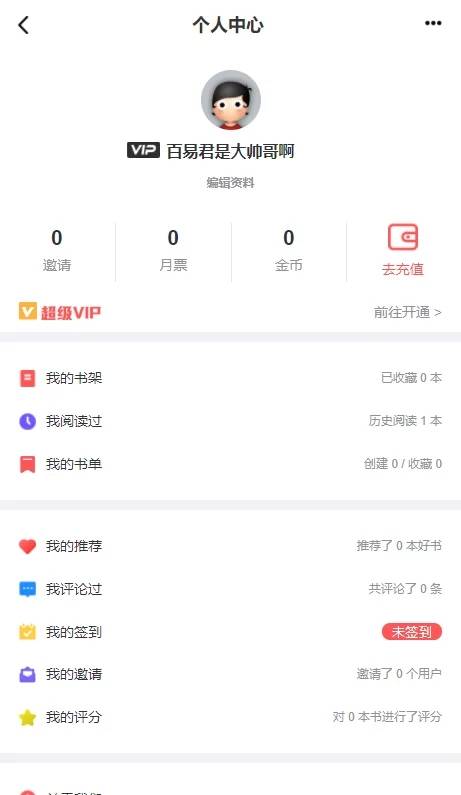 个人中心
VIP 百易君是大帅哥啊
编辑资料
0 0 0
邀请 月票 金币 去充值
超级VIP 前往开通 >
我的书架 已收藏 0 本
我阅读过 历史阅读 1 本
我的书单 创建 0 / 收藏 0
我的推荐 推荐了 0 本好书
我评论过 共评论了 0 条
我的签到 未签到
我的邀请 邀请了 0 个用户
我的评分 对 0 本书进行了评分